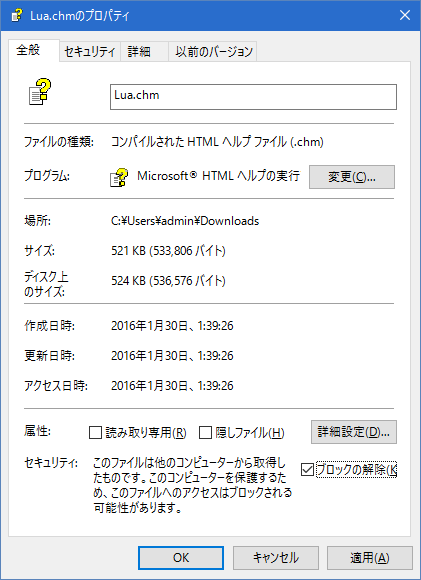 Lua.chmのプロパティ
全般 セキュリティ 詳細 以前のバージョン
Lua.chm
ファイルの種類: コンパイルされた HTML ヘルプ ファイル (.chm)
プログラム: Microsoft® HTML ヘルプの実行 変更(C)...
場所: C:¥Users¥admin¥Downloads
サイズ: 521 KB (533,806 バイト)
ディスク上
のサイズ: 524 KB (536,576 バイト)
作成日時: 2016年1月30日、1:39:26
更新日時: 2016年1月30日、1:39:26
アクセス日時: 2016年1月30日、1:39:26
属性: 読み取り専用(R) 隠しファイル(H) 詳細設定(D)...
セキュリティ: このファイルは他のコンピューターから取得し
たものです。このコンピューターを保護するた
め、このファイルへのアクセスはブロックされる
可能性があります。
ブロックの解除(K
OK キャンセル 適用(A)